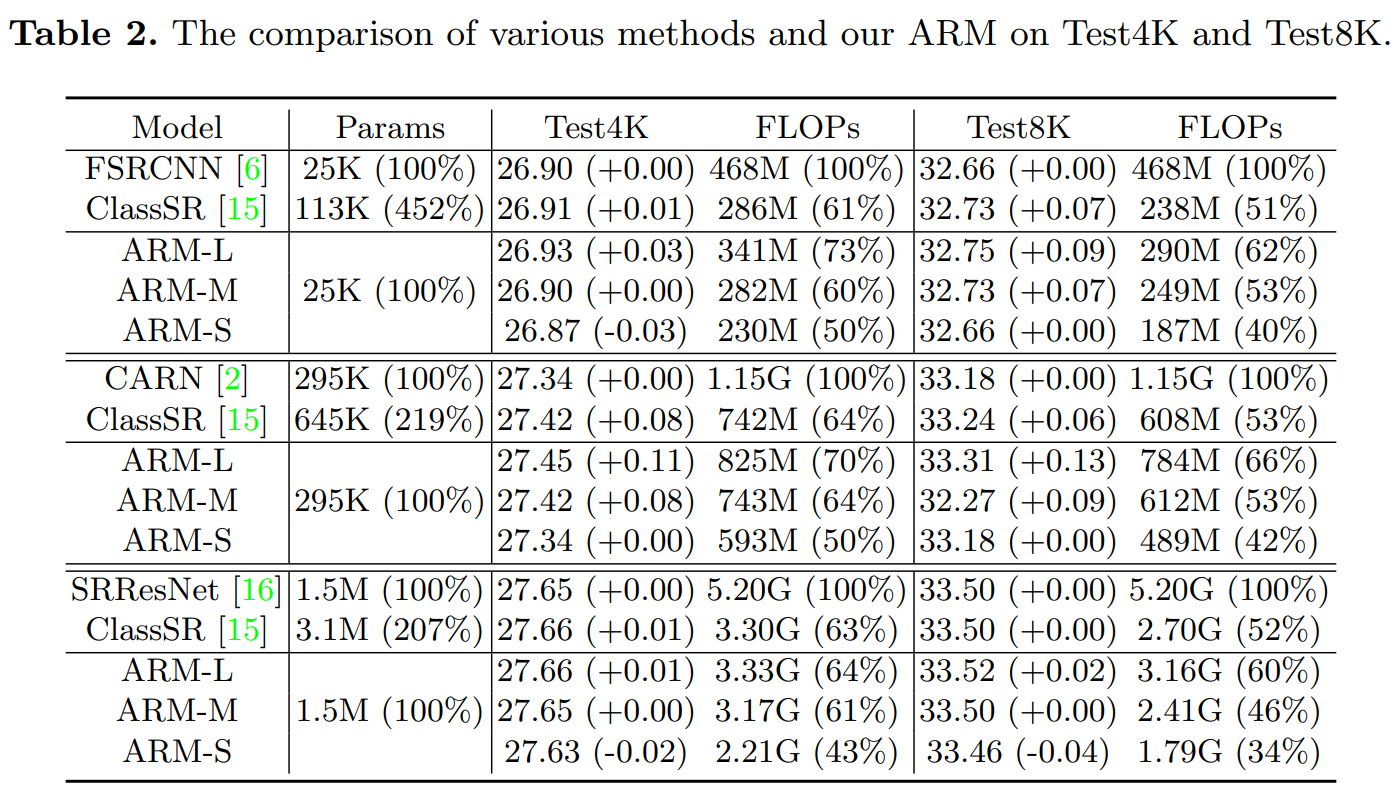 Table 2. The comparison of various methods and our ARM on Test4K and Test8K.
Model Params Test4K FLOPs Test8K FLOPs
FSRCNN [6] 25K (100%) 26.90 (+0.00) 468M (100%) 32.66 (+0.00) 468M (100%)
ClassSR [15] 113K (452%) 26.91 (+0.01) 286M (61%) 32.73 (+0.07) 238M (51%)
ARM-L 26.93 (+0.03) 341M (73%) 32.75 (+0.09) 290M (62%)
ARM-M 25K (100%) 26.90 (+0.00) 282M (60%) 32.73 (+0.07) 249M (53%)
ARM-S 26.87 (-0.03) 230M (50%) 32.66 (+0.00) 187M (40%)
CARN [2] 295K (100%) 27.34 (+0.00) 1.15G (100%) 33.18 (+0.00) 1.15G (100%)
ClassSR [15] 645K (219%) 27.42 (+0.08) 742M (64%) 33.24 (+0.06) 608M (53%)
ARM-L 27.45 (+0.11) 825M (70%) 33.31 (+0.13) 784M (66%)
ARM-M 295K (100%) 27.42 (+0.08) 743M (64%) 32.27 (+0.09) 612M (53%)
ARM-S 27.34 (+0.00) 593M (50%) 33.18 (+0.00) 489M (42%)
SRResNet [16] 1.5M (100%) 27.65 (+0.00) 5.20G (100%) 33.50 (+0.00) 5.20G (100%)
ClassSR [15] 3.1M (207%) 27.66 (+0.01) 3.30G (63%) 33.50 (+0.00) 2.70G (52%)
ARM-L 27.66 (+0.01) 3.33G (64%) 33.52 (+0.02) 3.16G (60%)
ARM-M 1.5M (100%) 27.65 (+0.00) 3.17G (61%) 33.50 (+0.00) 2.41G (46%)
ARM-S 27.63 (-0.02) 2.21G (43%) 33.46 (-0.04) 1.79G (34%)